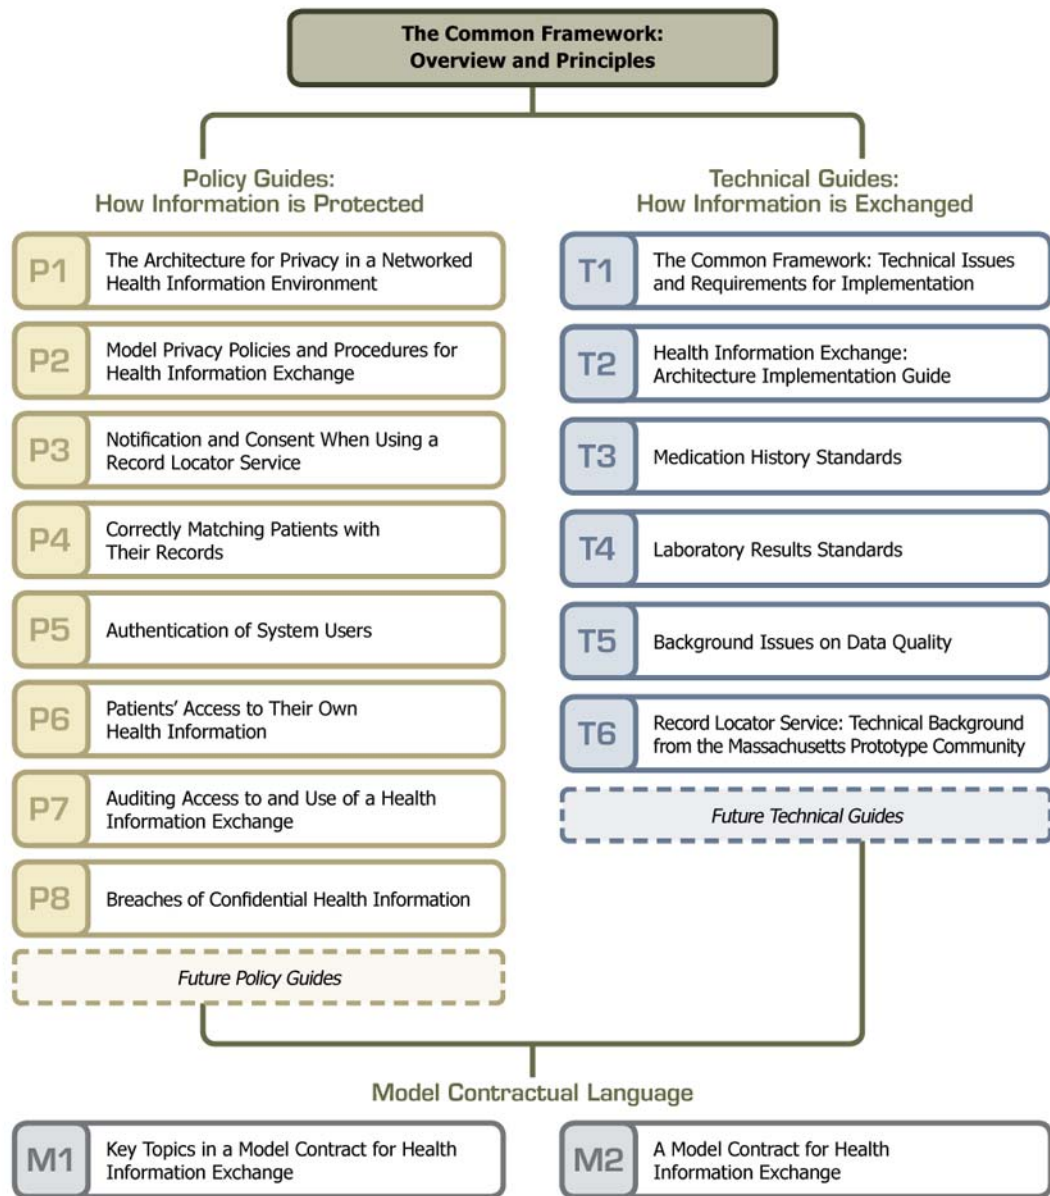 The Common Framework:
Overview and Principles
Policy Guides:
How Information is Protected
P1
The Architecture for Privacy in a Networked
Health Information Environment
P2
Model Privacy Policies and Procedures for
Health Information Exchange
P3
Notification and Consent When Using a
Record Locator Service
P4
Correctly Matching Patients with
Their Records
P5
Authentication of System Users
P6
Patients’ Access to Their Own
Health Information
P7
Auditing Access to and Use of a Health
Information Exchange
P8
Breaches of Confidential Health Information
Future Policy Guides
Technical Guides:
How Information is Exchanged
T1
The Common Framework: Technical Issues
and Requirements for Implementation
T2
Health Information Exchange:
Architecture Implementation Guide
T3
Medication History Standards
T4
Laboratory Results Standards
T5
Background Issues on Data Quality
T6
Record Locator Service: Technical Background
from the Massachusetts Prototype Community
Future Technical Guides
Model Contractual Language
M1
Key Topics in a Model Contract for Health
Information Exchange
M2
A Model Contract for Health
Information Exchange